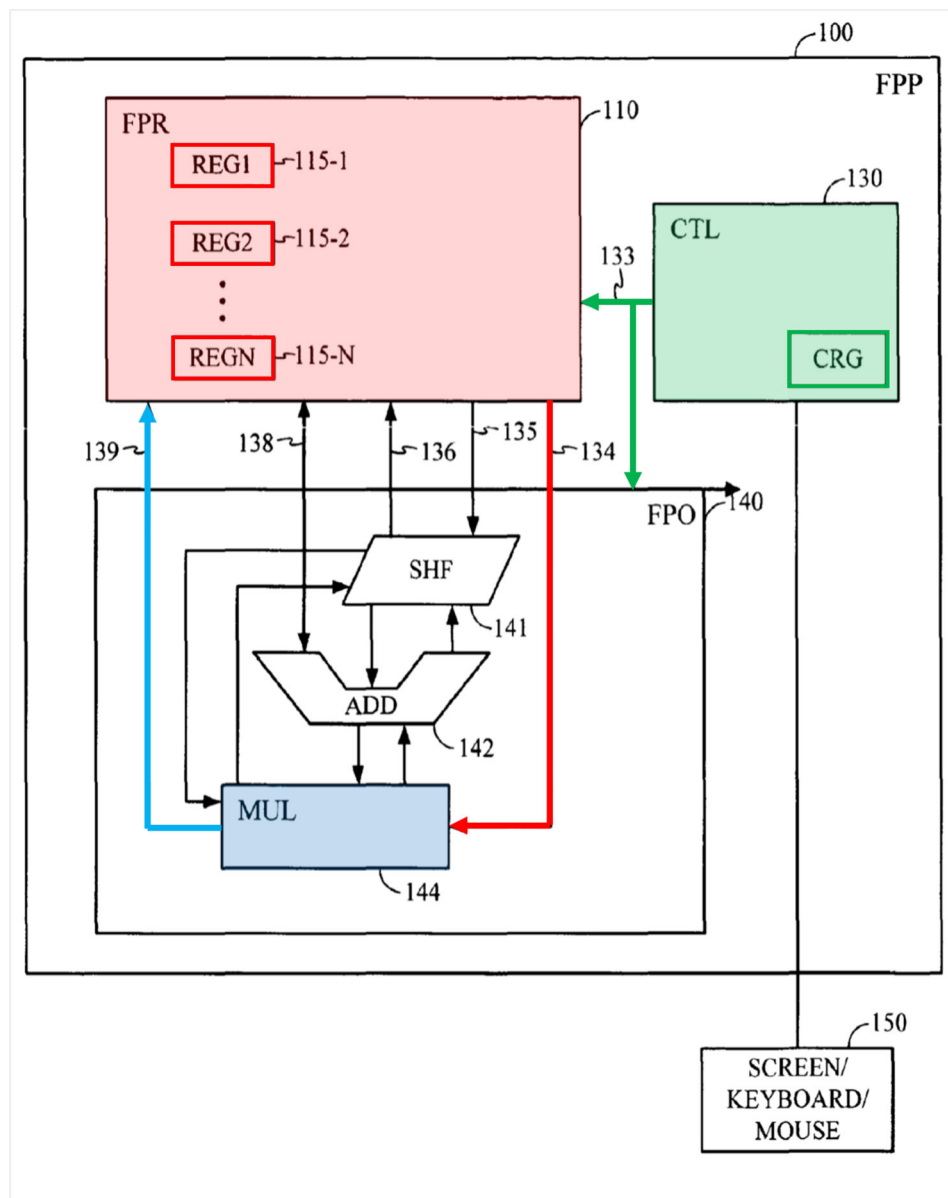 100
FPP
FPR
110
REG1
115-1
130
CTL
REG2
115-2
133
REGN
115-N
CRG
139
138
136
135
134
FPO
140
SHF
141
ADD
142
MUL
144
150
SCREEN/
KEYBOARD/
MOUSE